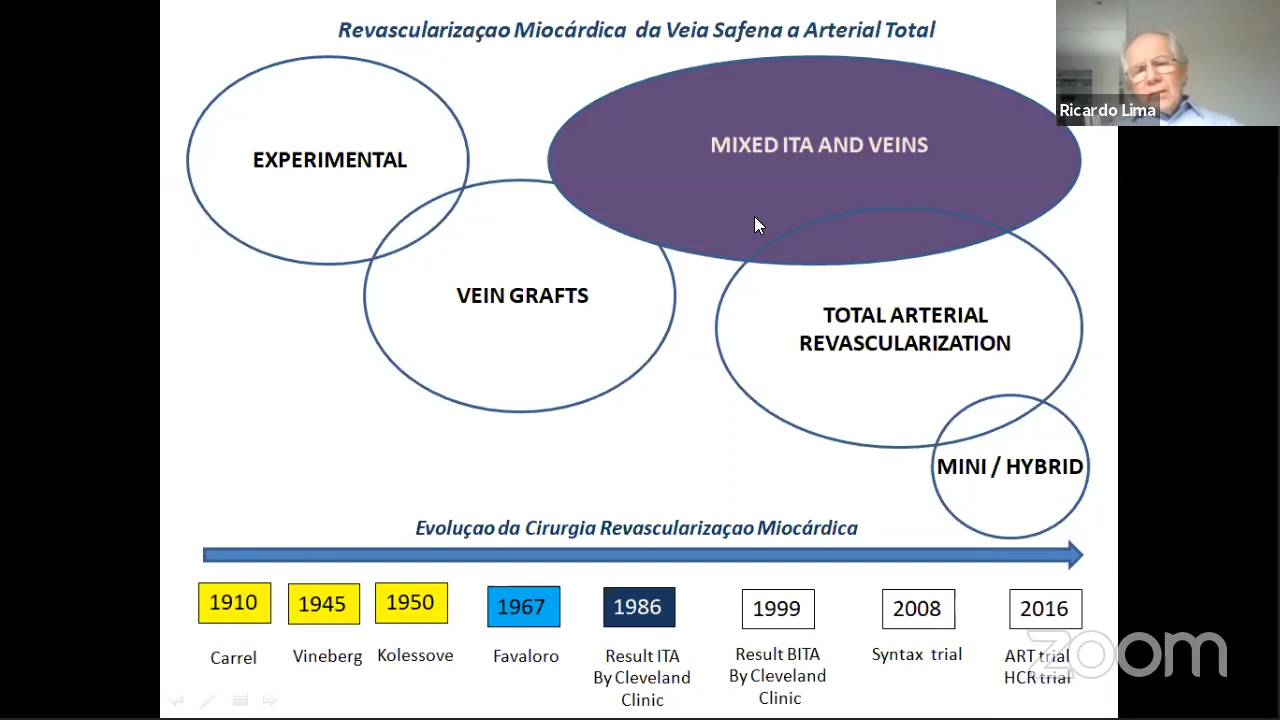 Revascularizaçao Miocárdica da Veia Safena a Arterial Total
Ricardo Lima
EXPERIMENTAL
MIXED ITA AND VEINS
VEIN GRAFTS
TOTAL ARTERIAL
REVASCULARIZATION
MINI / HYBRID
Evoluçao da Cirurgia Revascularizaçao Miocárdica
1910
1945
1950
1967
1986
1999
2008
2016
Carrel
Vineberg
Kolessove
Favaloro
Result ITA
By Cleveland
Clinic
Result BITA
By Cleveland
Clinic
Syntax trial
ART trial
HCR trial
zoom